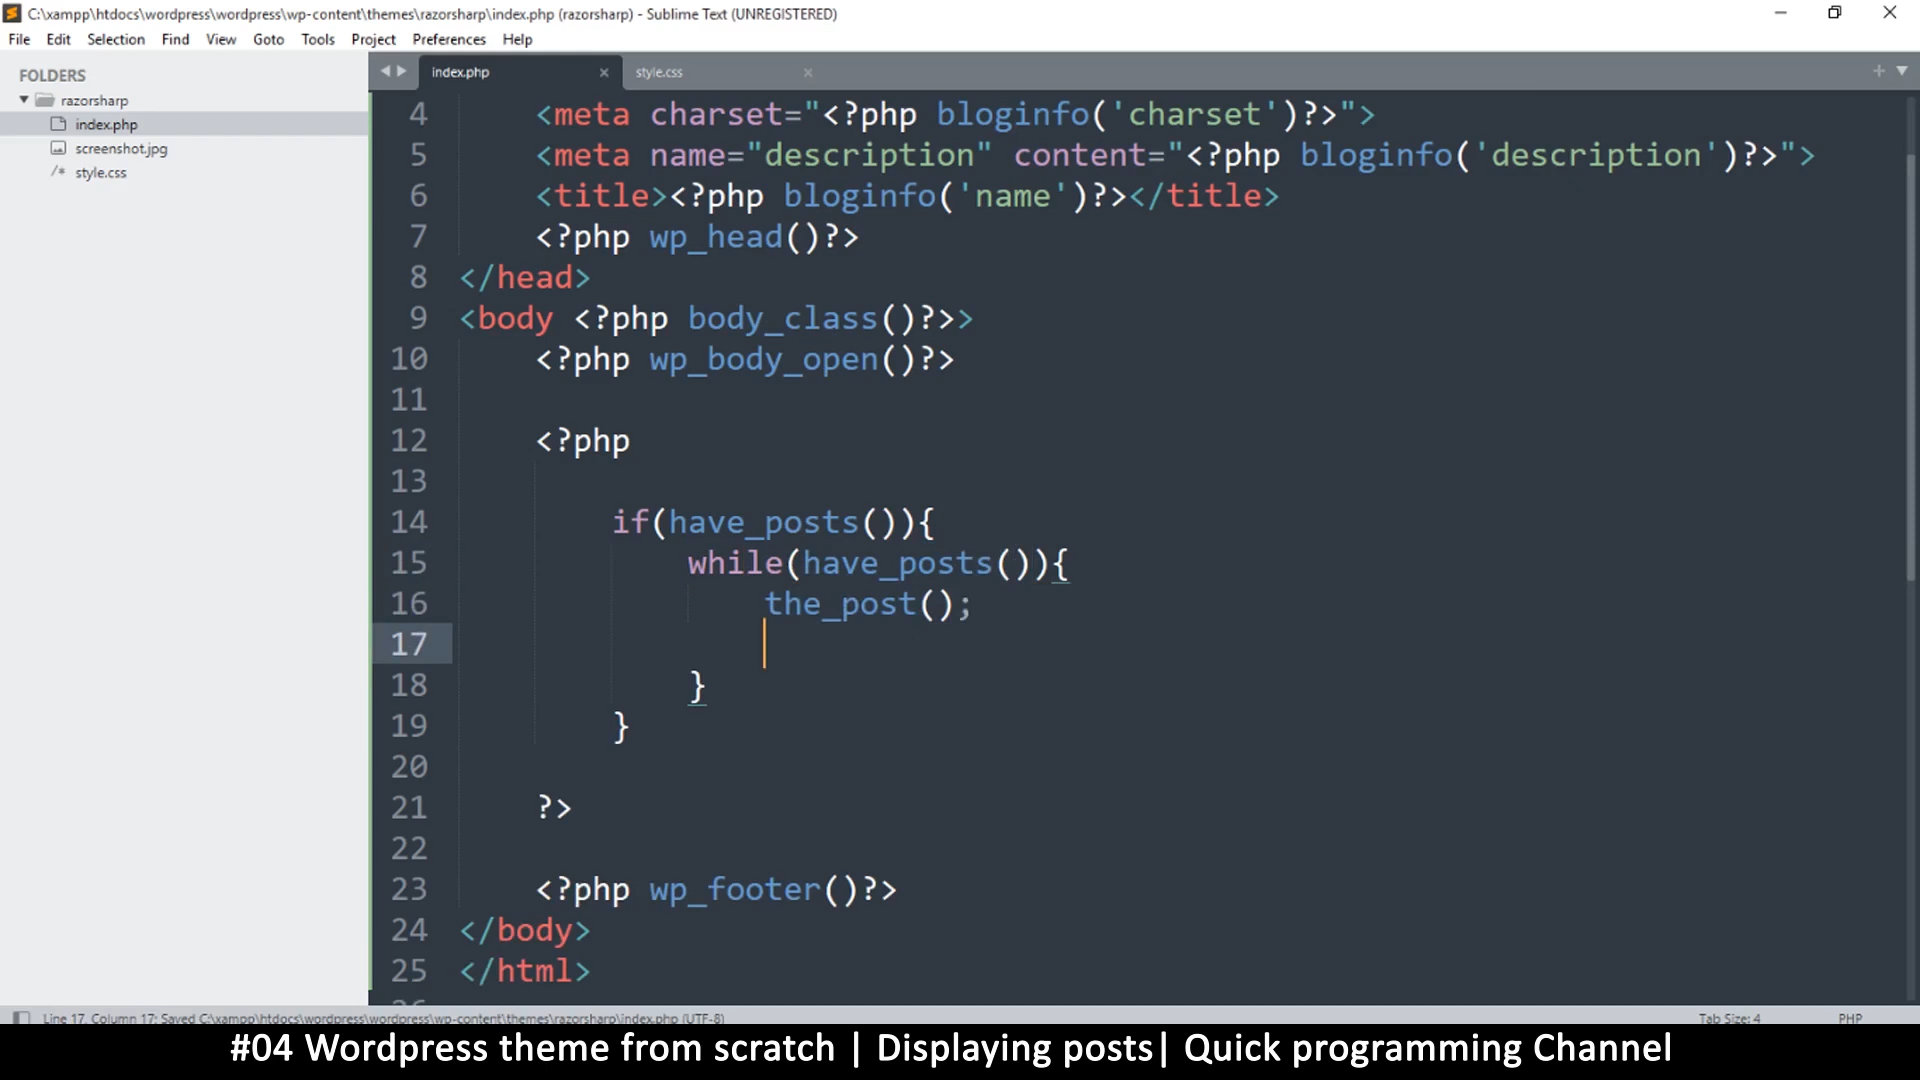 C:\xampp\htdocs\wordpress\wordpress\wp-content\themes\razorsharp\index.php (razorsharp) - Sublime Text (UNREGISTERED)
File Edit Selection Find View Goto Tools Project Preferences Help
FOLDERS
razorsharp
index.php
screenshot.jpg
/* style.css
index.php × style.css ×
4 <meta charset="<?php bloginfo('charset')?>">
5 <meta name="description" content="<?php bloginfo('description')?>">
6 <title><?php bloginfo('name')?></title>
7 <?php wp_head()?>
8 </head>
9 <body <?php body_class()?>>
10 <?php wp_body_open()?>
11
12 <?php
13
14 if(have_posts()){
15 while(have_posts()){
16 the_post();
17
18 }
19 }
20
21 ?>
22
23 <?php wp_footer()?>
24 </body>
25 </html>
Line 17, Column 17; Saved C:\xampp\htdocs\wordpress\wordpress\wp-content\themes\razorsharp\index.php (UTF-8) Tab Size: 4 PHP
#04 Wordpress theme from scratch | Displaying posts| Quick programming Channel